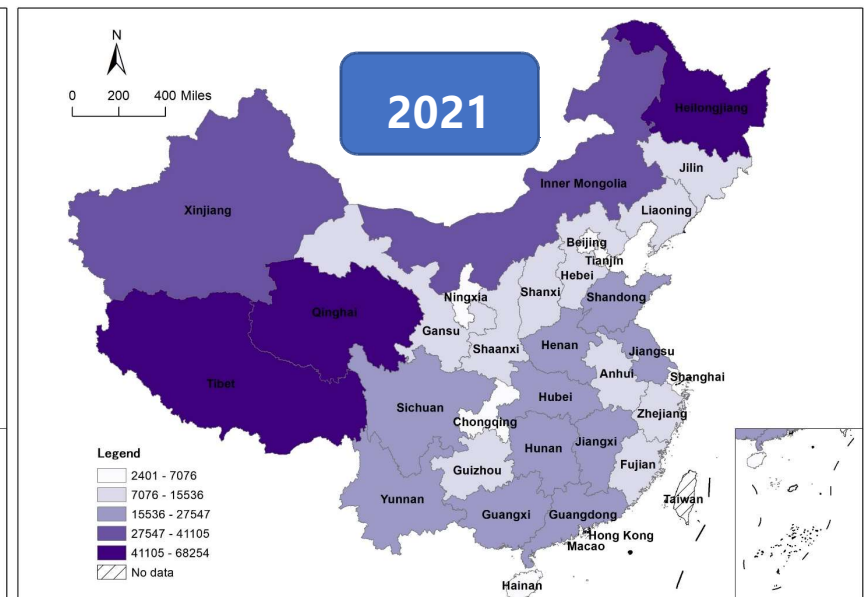 N
2021
0 200 400 Miles
Heilongjiang
Jilin
Inner Mongolia
Xinjiang
Liaoning
Beijing
Tianjin
Hebei
Ningxia
Shanxi
Shandong
Qinghai
Gansu
Shaanxi
Henan
Jiangsu
Anhui
Shanghai
Tibet
Hubei
Sichuan
Zhejiang
Chongqing
Hunan
Jiangxi
Guizhou
Fujian
Yunnan
Taiwan
Guangxi
Guangdong
Hong Kong
Macao
Hainan
Legend
2401 - 7076
7076 - 15536
15536 - 27547
27547 - 41105
41105 - 68254
No data